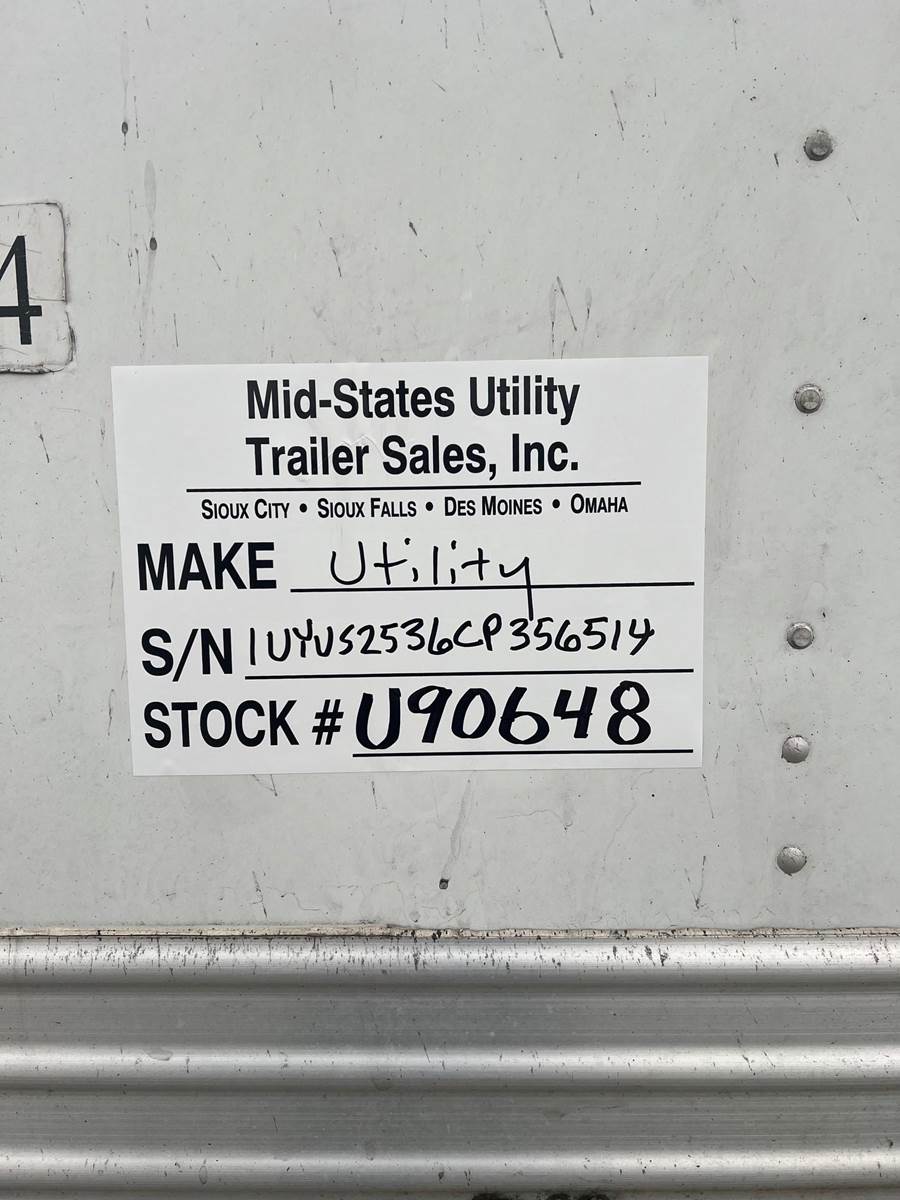 4
Mid-States Utility
Trailer Sales, Inc.
SIOUX CITY • SIOUX FALLS • DES MOINES • OMAHA
MAKE Utility
S/N 1UYVS2536CP356514
STOCK # U90648